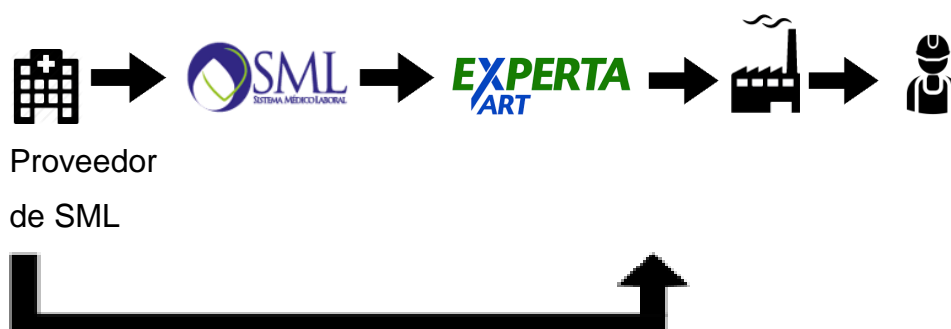 SML
SISTEMA MÉDICO LABORAL
EXPERTA
ART
Proveedor
de SML